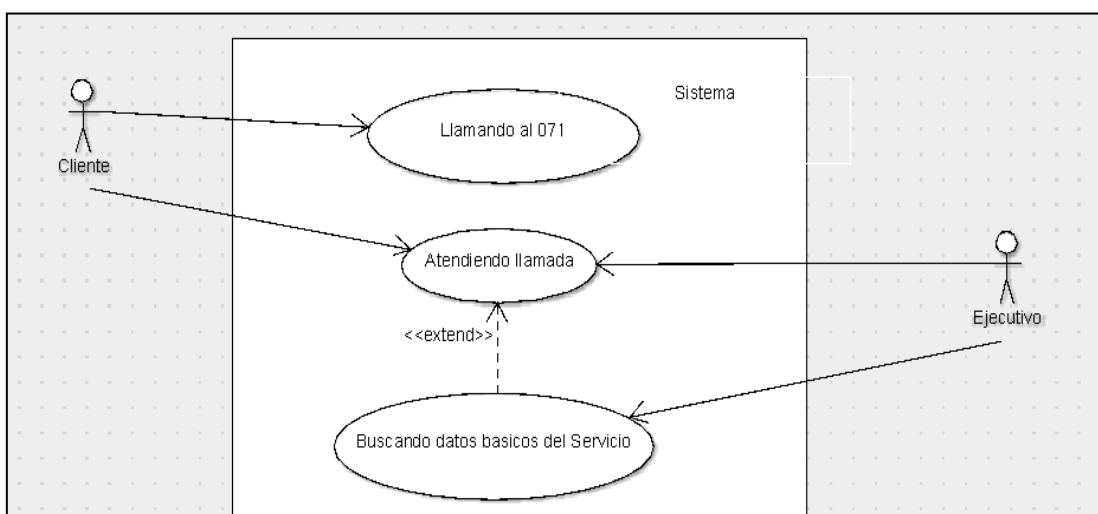 Sistema
Llamando al 071
Cliente
Atendiendo llamada
Ejecutivo
<<extend>>
Buscando datos basicos del Servicio